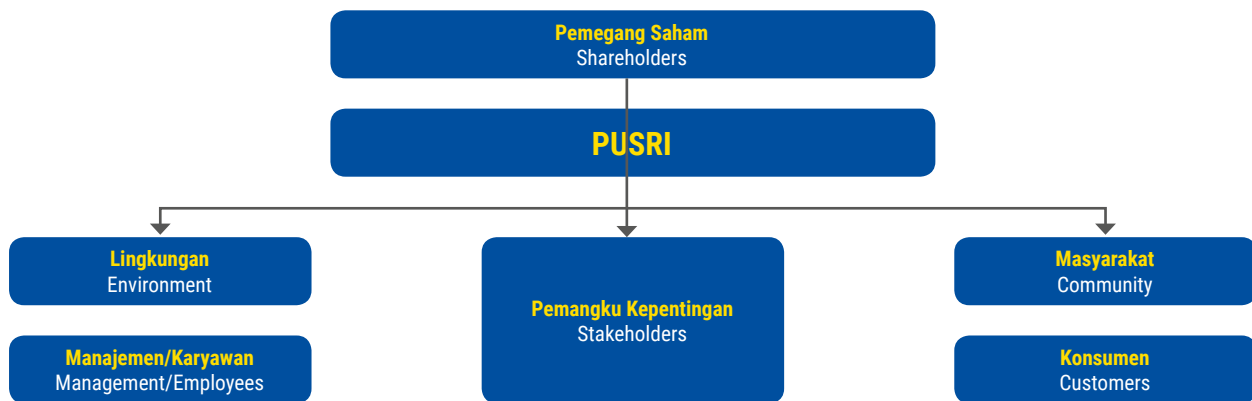 Pemegang Saham
Shareholders
PUSRI
Lingkungan
Environment
Pemangku Kepentingan
Stakeholders
Masyarakat
Community
Manajemen/Karyawan
Management/Employees
Konsumen
Customers